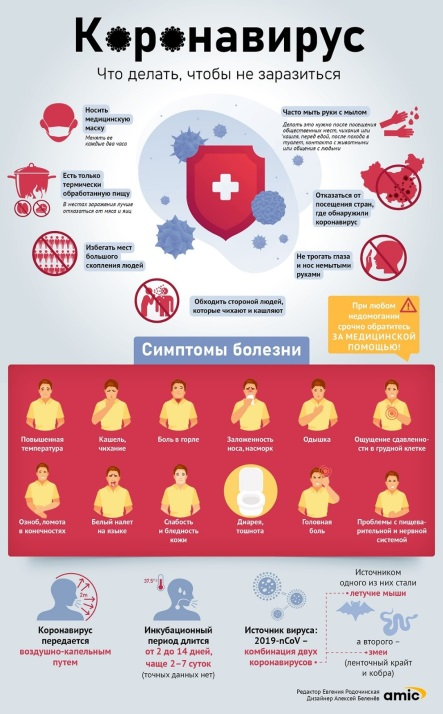 Коронавирус
Что делать, чтобы не заразиться
Носить
медицинскую
маску
Менять ее
каждые два часа
Часто мыть руки с мылом
Делать это нужно после посещения
общественных мест, чихания или
кашля, перед едой, после похода в
туалет, контакта с животными
или общения с людьми
Есть только
термически
обработанную пищу
В местах заражения лучше
отказаться от мяса и яиц
Отказаться от
посещения стран,
где обнаружили
коронавирус
Избегать мест
большого
скопления людей
Не трогать глаза
и нос немытыми
руками
Обходить стороной людей,
которые чихают и кашляют
При любом
недомогании
срочно обратитесь
ЗА МЕДИЦИНСКОЙ
ПОМОЩЬЮ!
Симптомы болезни
Повышенная
температура
Кашель,
чихание
Боль в горле
Заложенность
носа, насморк
Одышка
Ощущение сдавленно-
сти в грудной клетке
Озноб, ломота
в конечностях
Белый налет
на языке
Слабость
и бледность
кожи
Диарея,
тошнота
Головная
боль
Проблемы с пищева-
рительной и нервной
системой
2m
37.5°
Коронавирус
передается
воздушно-капельным
путем
Инкубационный
период длится
от 2 до 14 дней,
чаще 2–7 суток
(точных данных нет)
Источник вируса:
2019-nCoV –
комбинация двух
коронавирусов
Источником
одного из них стали
летучие мыши
а второго –
змеи
(ленточный крайт
и кобра)
Редактор Евгения Родочинская
Дизайнер Алексей Беленёв
amic